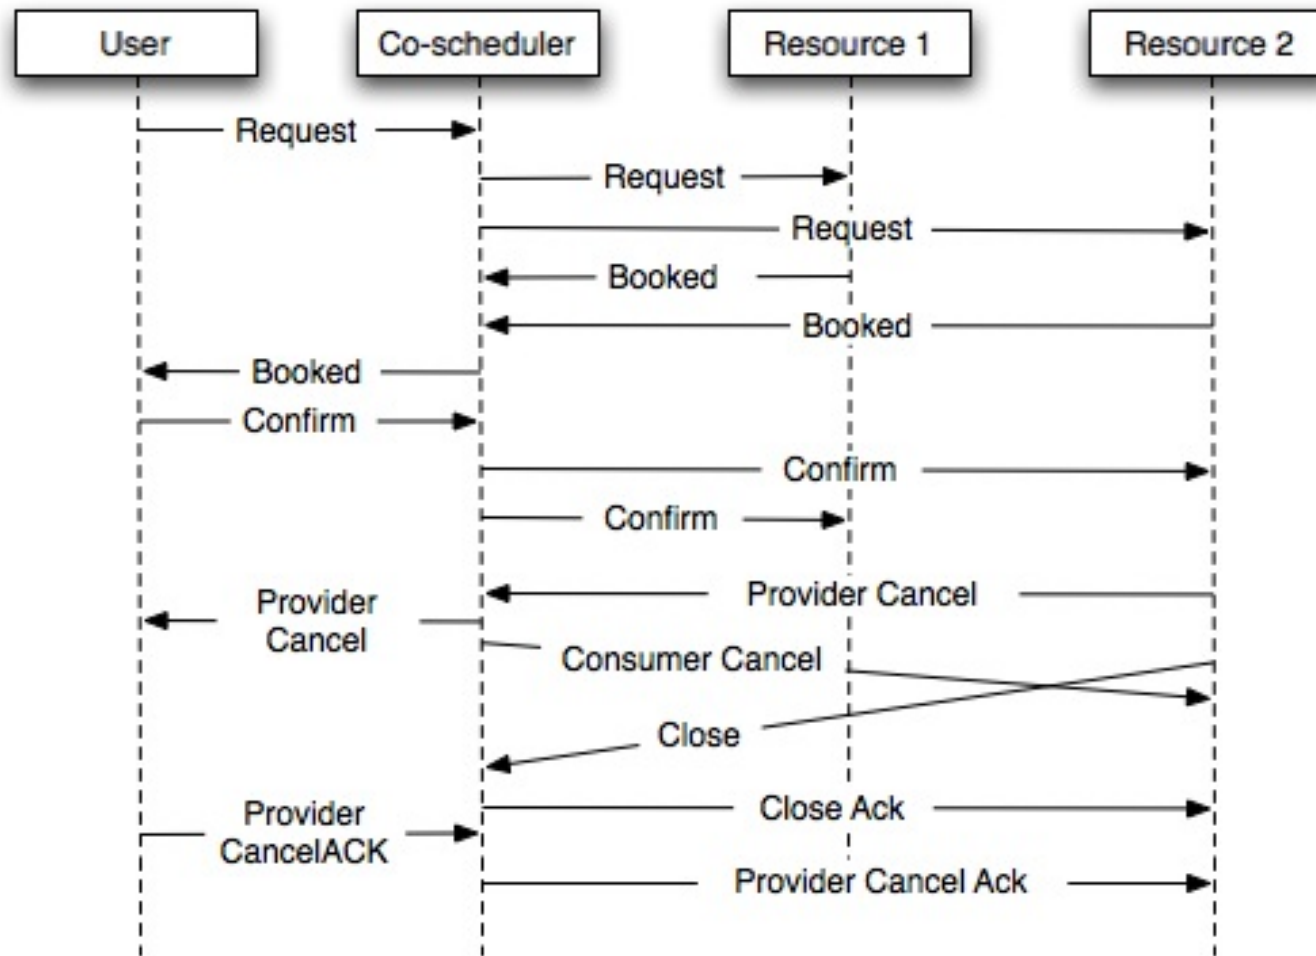 User
Co-scheduler
Resource 1
Resource 2
Request
Request
Request
Booked
Booked
Booked
Confirm
Confirm
Confirm
Provider Cancel
Provider
Cancel
Consumer Cancel
Close
Provider
CancelACK
Close Ack
Provider Cancel Ack